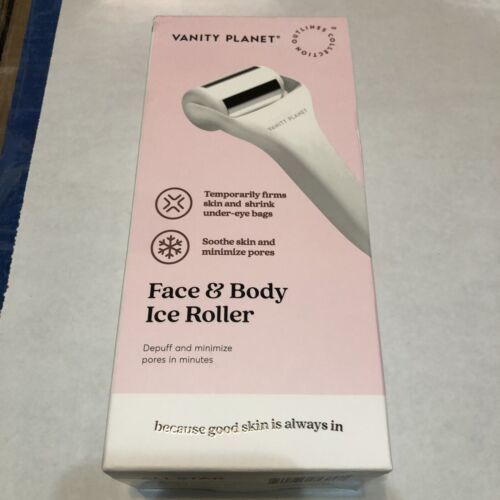 VANITY PLANET®
OUTLINES COLLECTION
VANITY PLANET
Temporarily firms
skin and shrink
under-eye bags
Soothe skin and
minimize pores
Face & Body
Ice Roller
Depuff and minimize
pores in minutes
because good skin is always in